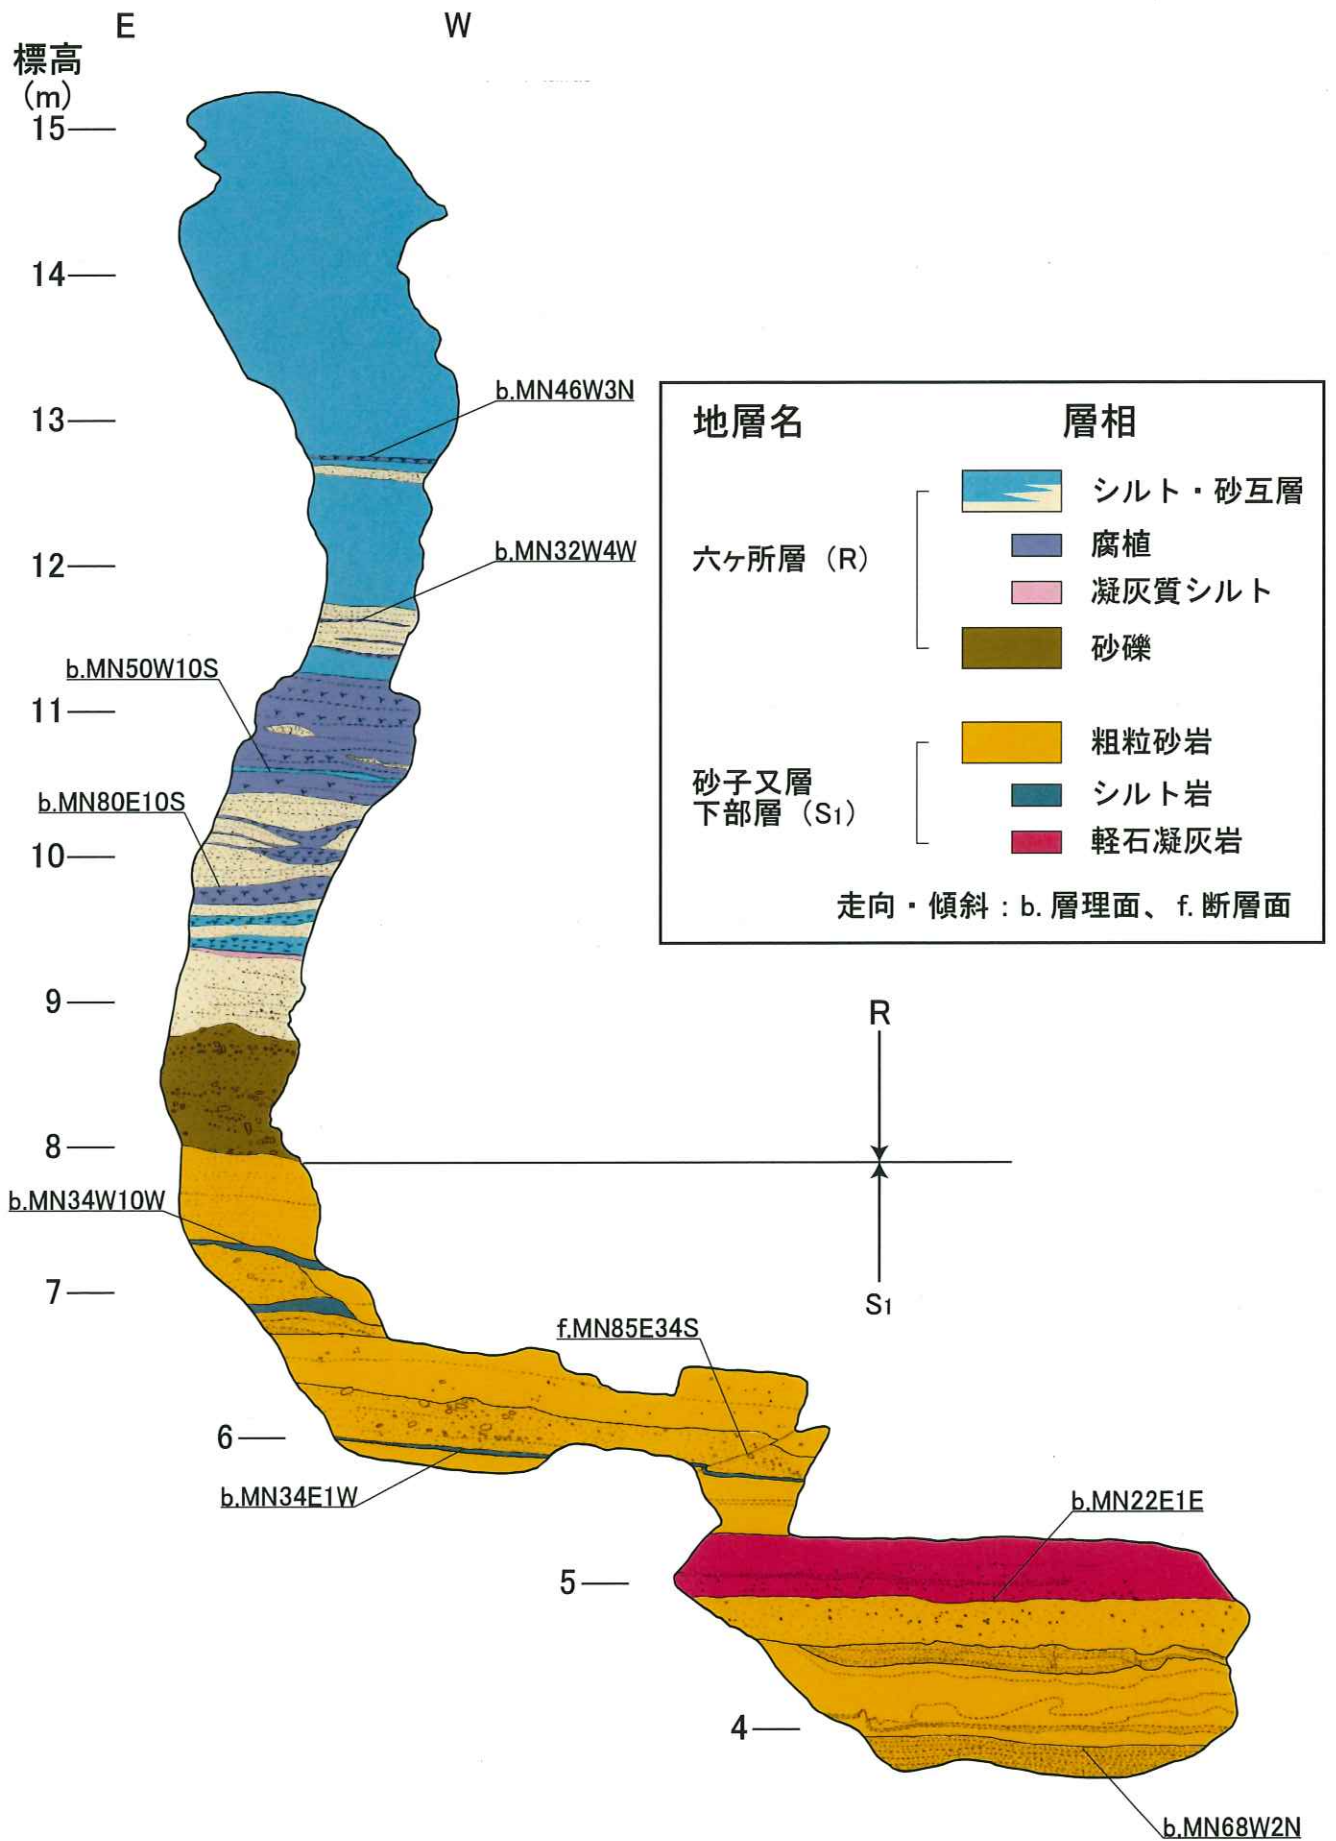 E
W
標高
(m)
15
14
13
12
11
10
9
8
7
6
5
4
b.MN46W3N
b.MN32W4W
b.MN50W10S
b.MN80E10S
b.MN34W10W
f.MN85E34S
b.MN34E1W
b.MN22E1E
b.MN68W2N
R
S1
地層名 層相
六ヶ所層（R）
シルト・砂互層
腐植
凝灰質シルト
砂礫
砂子又層
下部層（S1）
粗粒砂岩
シルト岩
軽石凝灰岩
走向・傾斜：b. 層理面、f. 断層面